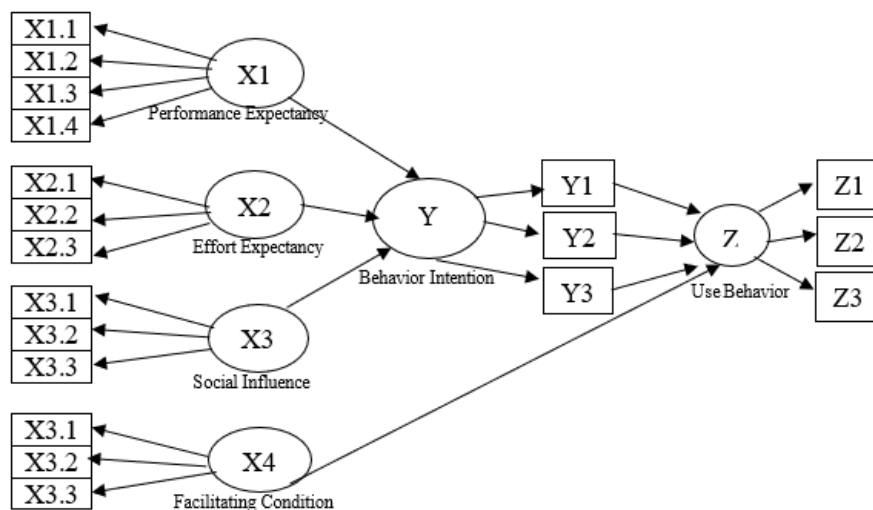 X1.1
X1.2
X1.3
X1.4
X1
Performance Expectancy
X2.1
X2.2
X2.3
X2
Effort Expectancy
X3.1
X3.2
X3.3
X3
Social Influence
X3.1
X3.2
X3.3
X4
Facilitating Condition
Y
Behavior Intention
Y1
Y2
Y3
Z
Use Behavior
Z1
Z2
Z3